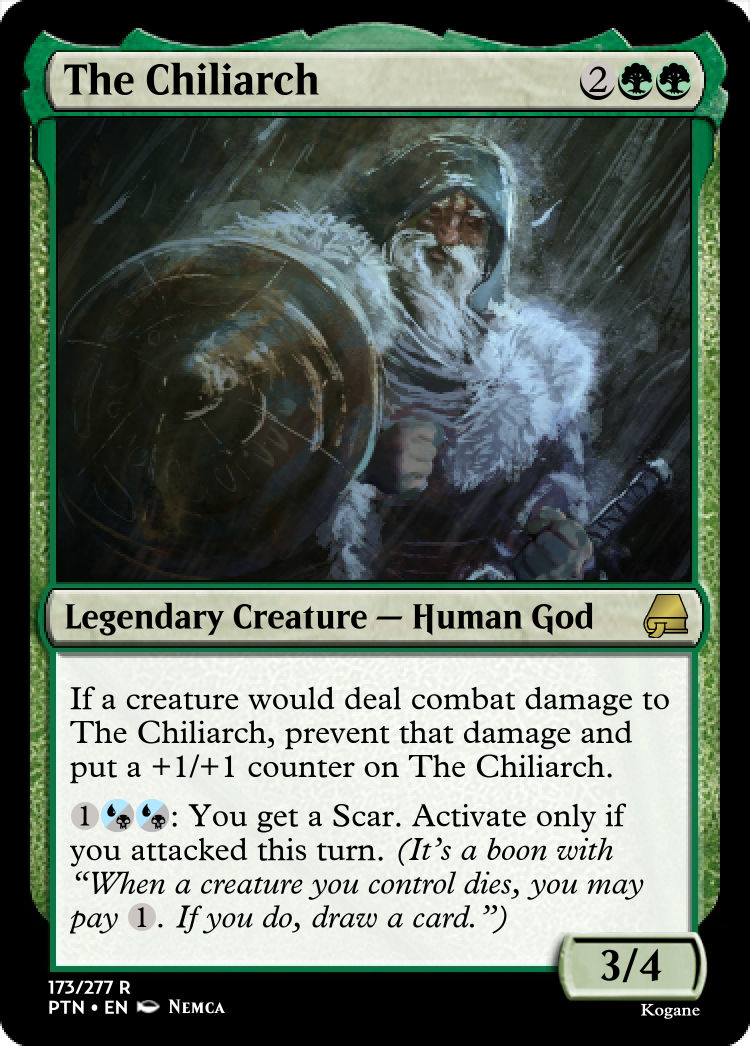 The Chiliarch 2
Legendary Creature — Human God
If a creature would deal combat damage to
The Chiliarch, prevent that damage and
put a +1/+1 counter on The Chiliarch.
1 : You get a Scar. Activate only if
you attacked this turn. (It's a boon with
“When a creature you control dies, you may
pay 1. If you do, draw a card.”)
3/4
173/277 R
PTN • EN Nemca
Kogane